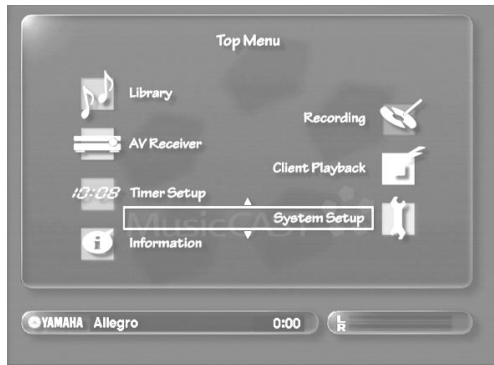 Top Menu
Library
Recording
AV Receiver
Client Playback
10:08 Timer Setup
System Setup
MusicCAST
Information
YAMAHA Allegro 0:00 L
R